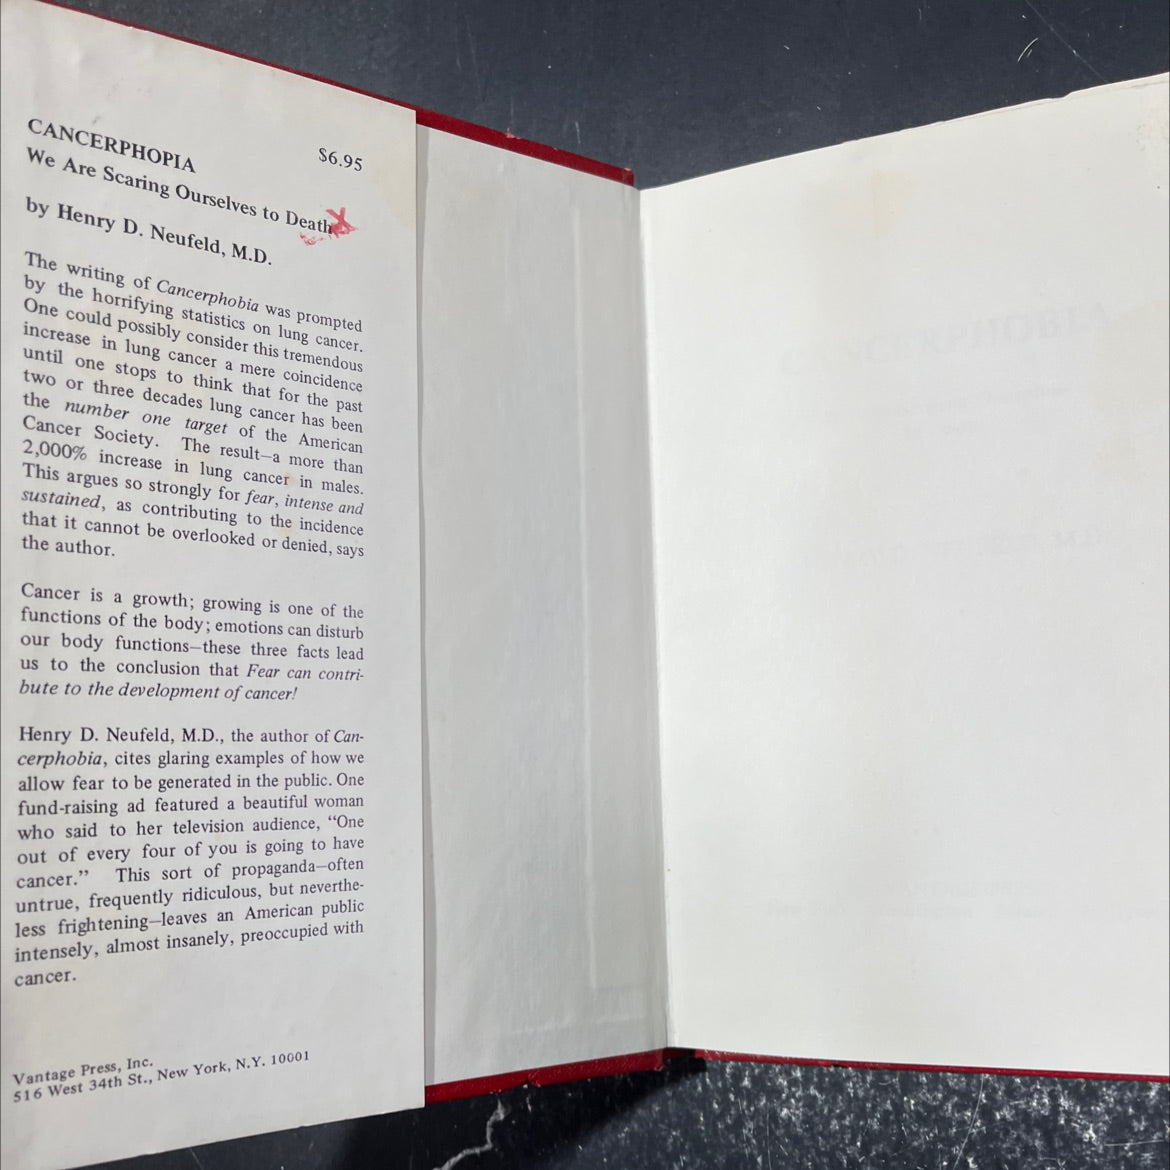 CANCERPHOPIA
$6.95
We Are Scaring Ourselves to Death
by Henry D. Neufeld, M.D.
The writing of Cancerphobia was prompted
by the horrifying statistics on lung cancer.
One could possibly consider this tremendous
increase in lung cancer a mere coincidence
until one stops to think that for the past
two or three decades lung cancer has been
the number one target of the American
Cancer Society. The result—a more than
2,000% increase in lung cancer in males.
This argues so strongly for fear, intense and
sustained, as contributing to the incidence
that it cannot be overlooked or denied, says
the author.
Cancer is a growth; growing is one of the
functions of the body; emotions can disturb
our body functions—these three facts lead
us to the conclusion that Fear can contri-
bute to the development of cancer!
Henry D. Neufeld, M.D., the author of Can-
cerphobia, cites glaring examples of how we
allow fear to be generated in the public. One
fund-raising ad featured a beautiful woman
who said to her television audience, “One
out of every four of you is going to have
cancer.” This sort of propaganda—often
untrue, frequently ridiculous, but neverthe-
less frightening—leaves an American public
intensely, almost insanely, preoccupied with
cancer.
Vantage Press, Inc.
516 West 34th St., New York, N.Y. 10001